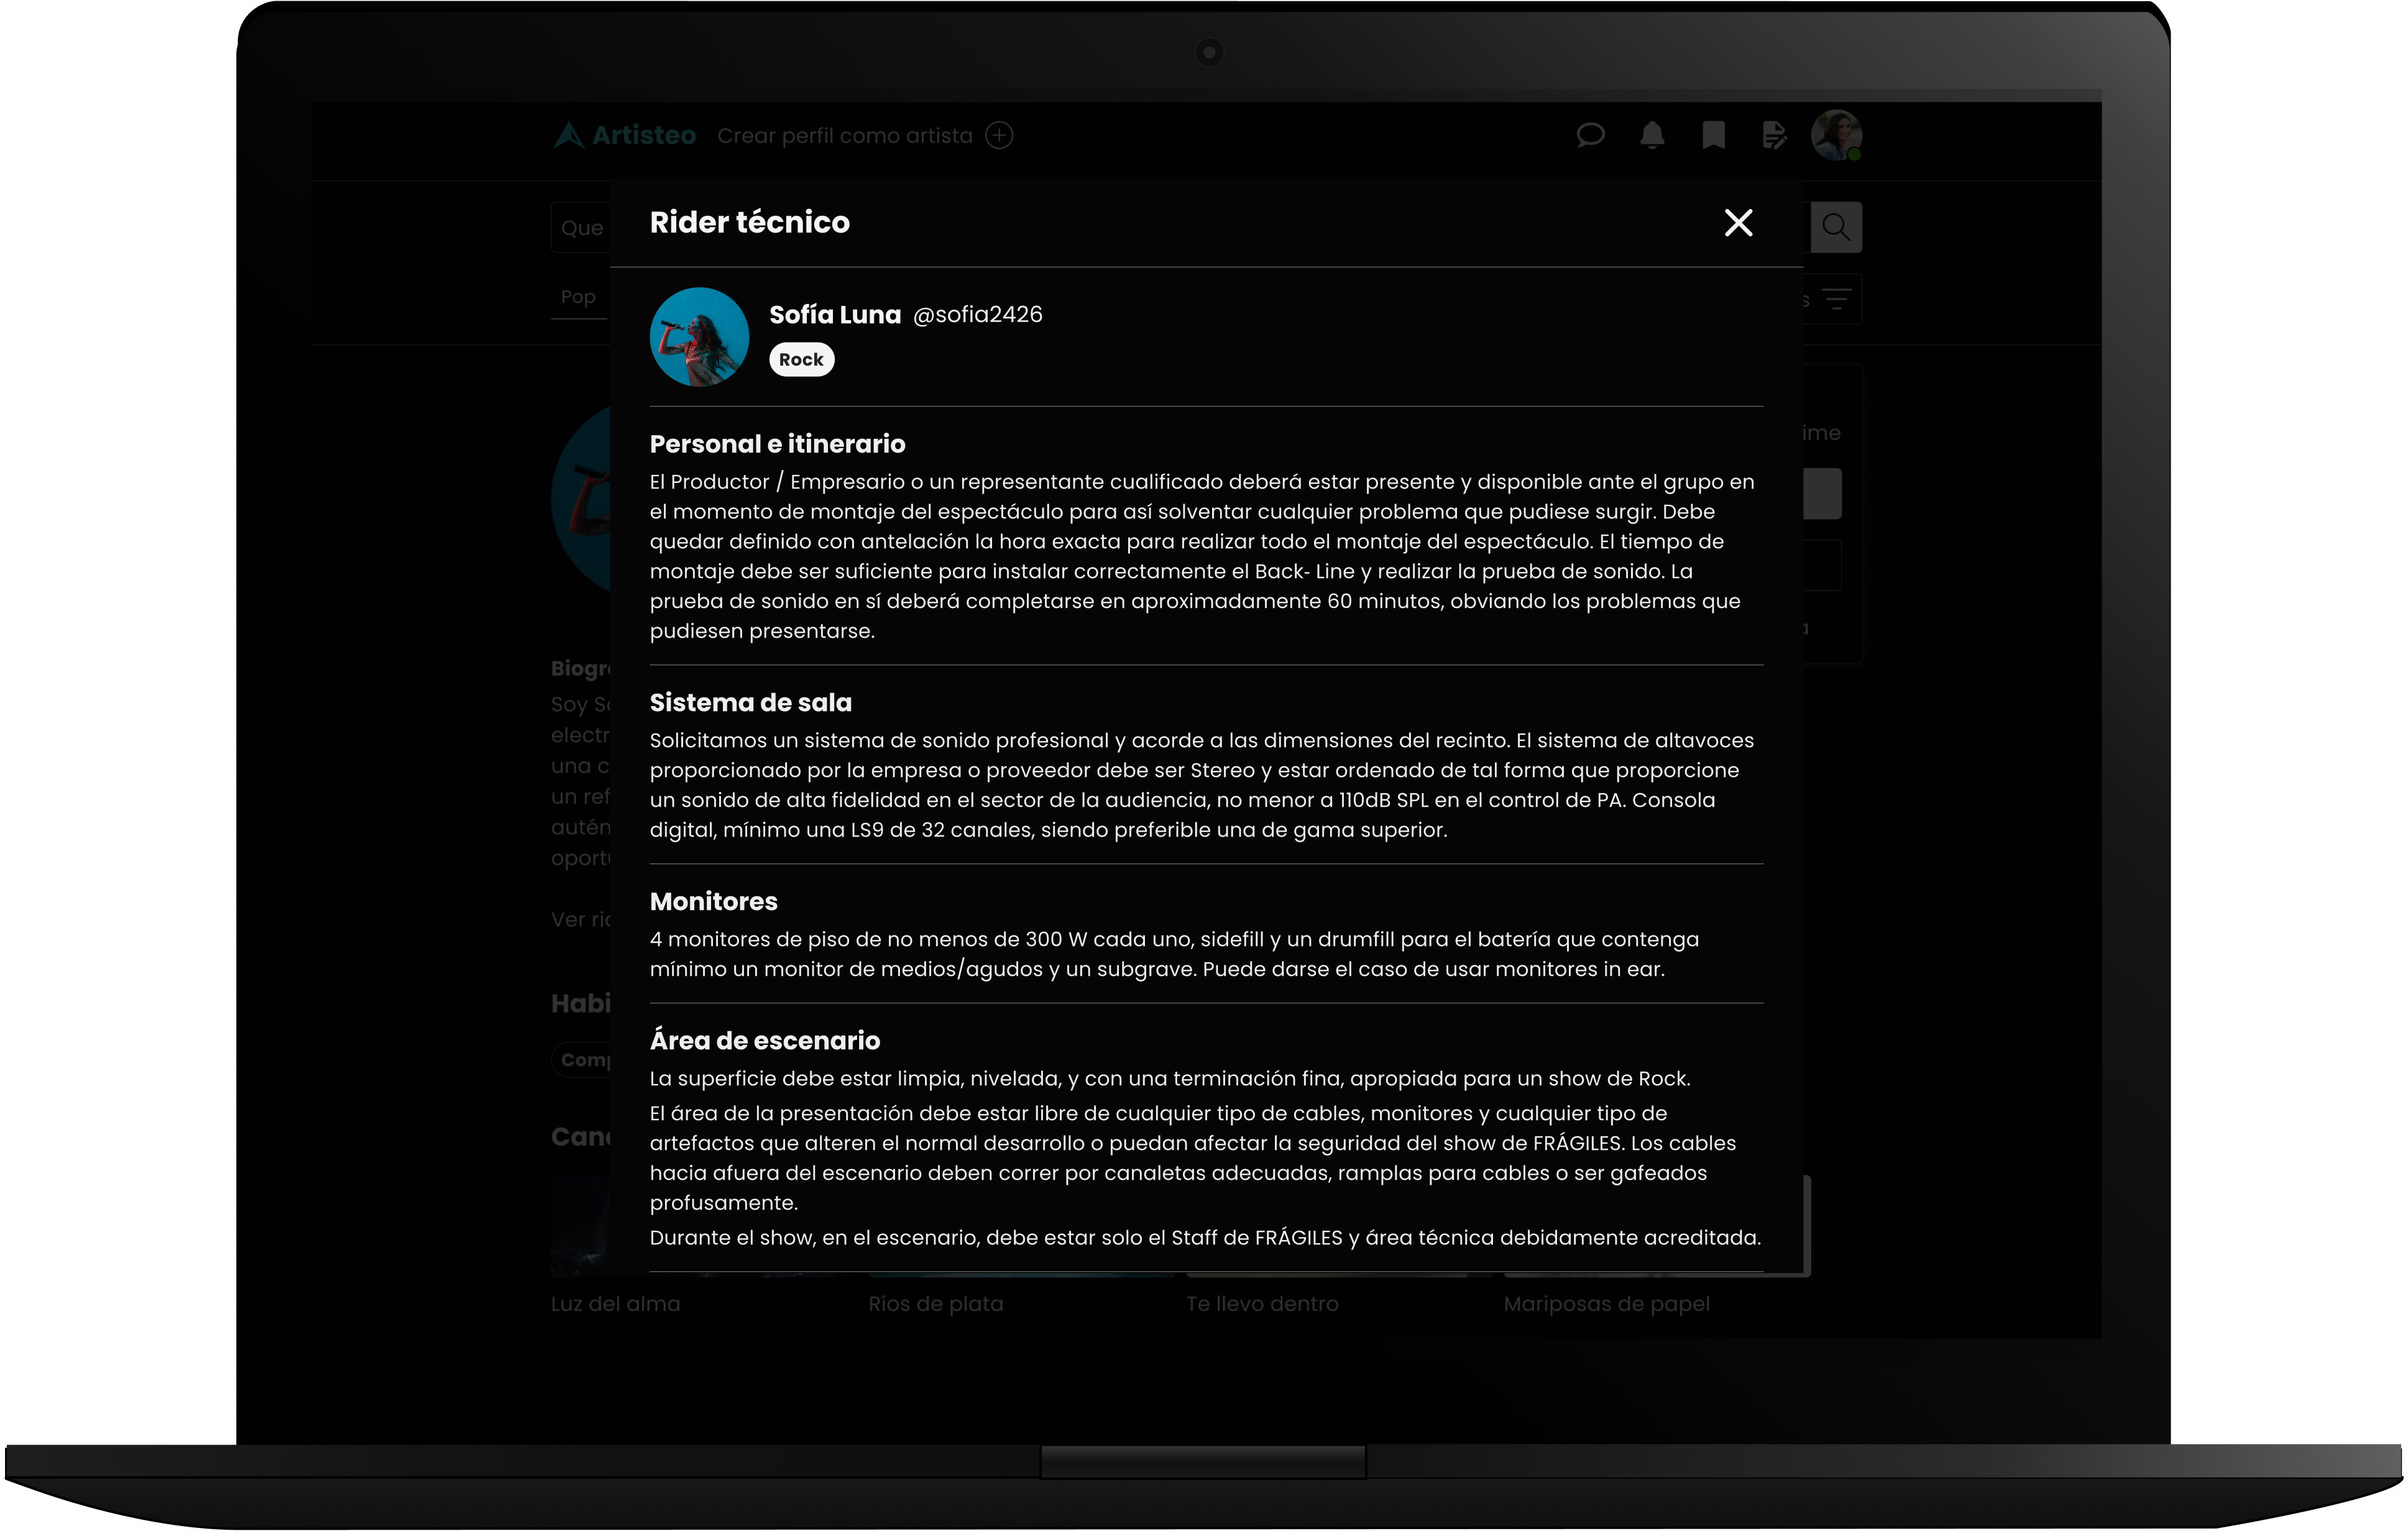 Artisteo Crear perfil como artista
Que
Rider técnico
Pop
Sofía Luna @sofia2426
Rock
Personal e itinerario
El Productor / Empresario o un representante cualificado deberá estar presente y disponible ante el grupo en
el momento de montaje del espectáculo para así solventar cualquier problema que pudiese surgir. Debe
quedar definido con antelación la hora exacta para realizar todo el montaje del espectáculo. El tiempo de
montaje debe ser suficiente para instalar correctamente el Back- Line y realizar la prueba de sonido. La
prueba de sonido en sí deberá completarse en aproximadamente 60 minutos, obviando los problemas que
pudiesen presentarse.
Sistema de sala
Solicitamos un sistema de sonido profesional y acorde a las dimensiones del recinto. El sistema de altavoces
proporcionado por la empresa o proveedor debe ser Stereo y estar ordenado de tal forma que proporcione
un sonido de alta fidelidad en el sector de la audiencia, no menor a 110dB SPL en el control de PA. Consola
digital, mínimo una LS9 de 32 canales, siendo preferible una de gama superior.
Monitores
4 monitores de piso de no menos de 300 W cada uno, sidefill y un drumfill para el batería que contenga
mínimo un monitor de medios/agudos y un subgrave. Puede darse el caso de usar monitores in ear.
Área de escenario
La superficie debe estar limpia, nivelada, y con una terminación fina, apropiada para un show de Rock.
El área de la presentación debe estar libre de cualquier tipo de cables, monitores y cualquier tipo de
artefactos que alteren el normal desarrollo o puedan afectar la seguridad del show de FRÁGILES. Los cables
hacia afuera del escenario deben correr por canaletas adecuadas, ramplas para cables o ser gafeados
profusamente.
Durante el show, en el escenario, debe estar solo el Staff de FRÁGILES y área técnica debidamente acreditada.
ime
Biogr
Soy
electr
una c
un ref
autén
oport
Ver
Habi
Comp
Luz del alma
Ríos de plata
Te llevo dentro
Mariposas de papel